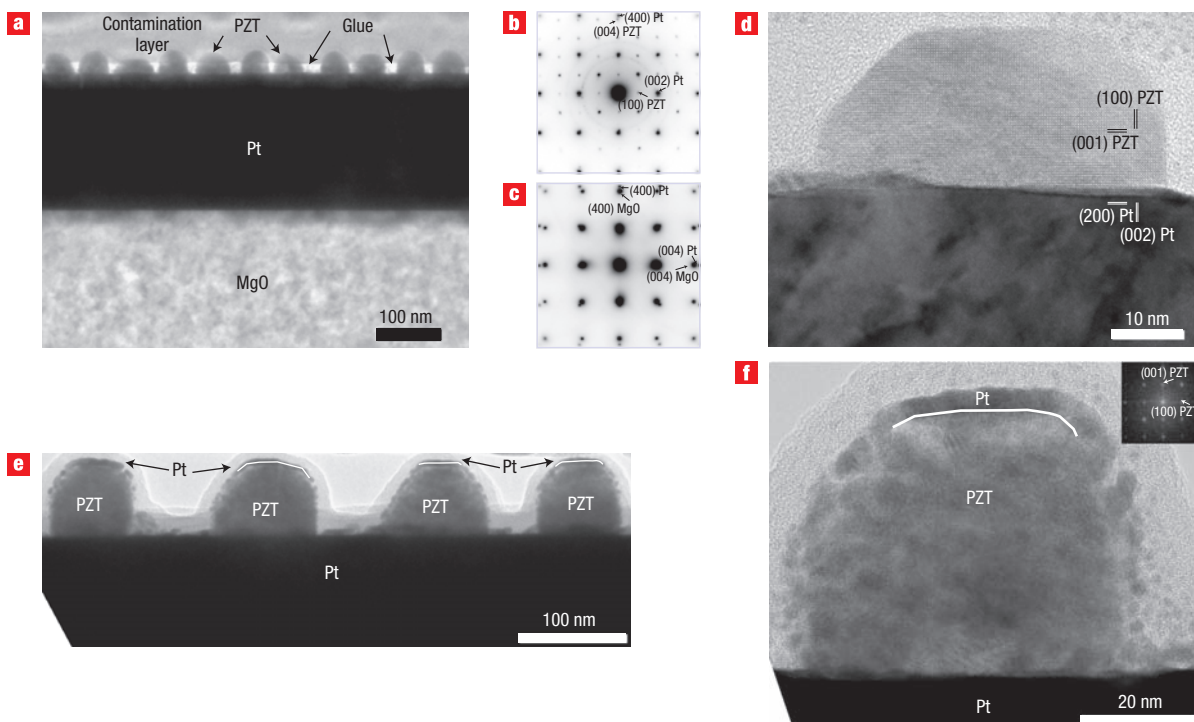 a
Contamination
layer
PZT
Glue
Pt
MgO
100 nm
b
(400) Pt
(004) PZT
(002) Pt
(100) PZT
c
(400) Pt
(400) MgO
(004) Pt
(004) MgO
d
(100) PZT
(001) PZT
(200) Pt
(002) Pt
10 nm
e
Pt
Pt
PZT
PZT
PZT
PZT
Pt
100 nm
f
(001) PZT
(100) PZT
Pt
PZT
Pt
20 nm